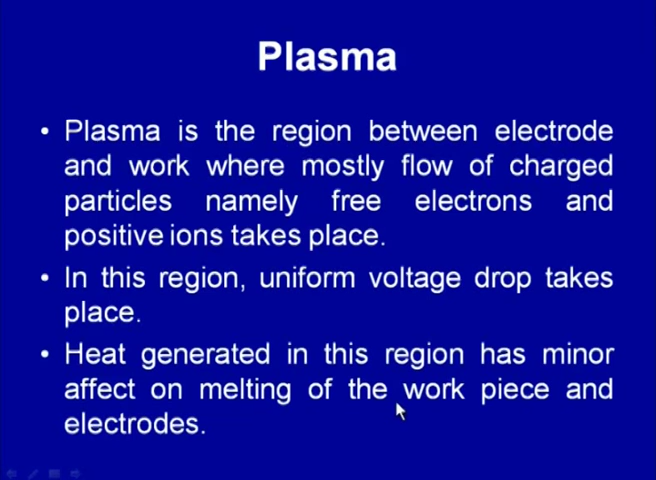 Plasma
• Plasma is the region between electrode
and work where mostly flow of charged
particles namely free electrons and
positive ions takes place.
• In this region, uniform voltage drop takes
place.
• Heat generated in this region has minor
affect on melting of the work piece and
electrodes.